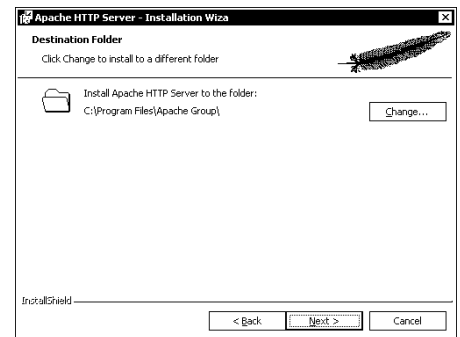 Apache HTTP Server - Installation Wiza
Destination Folder
Click Change to install to a different folder
Install Apache HTTP Server to the folder:
C:\Program Files\Apache Group\
Change...
InstallShield
< Back
Next >
Cancel